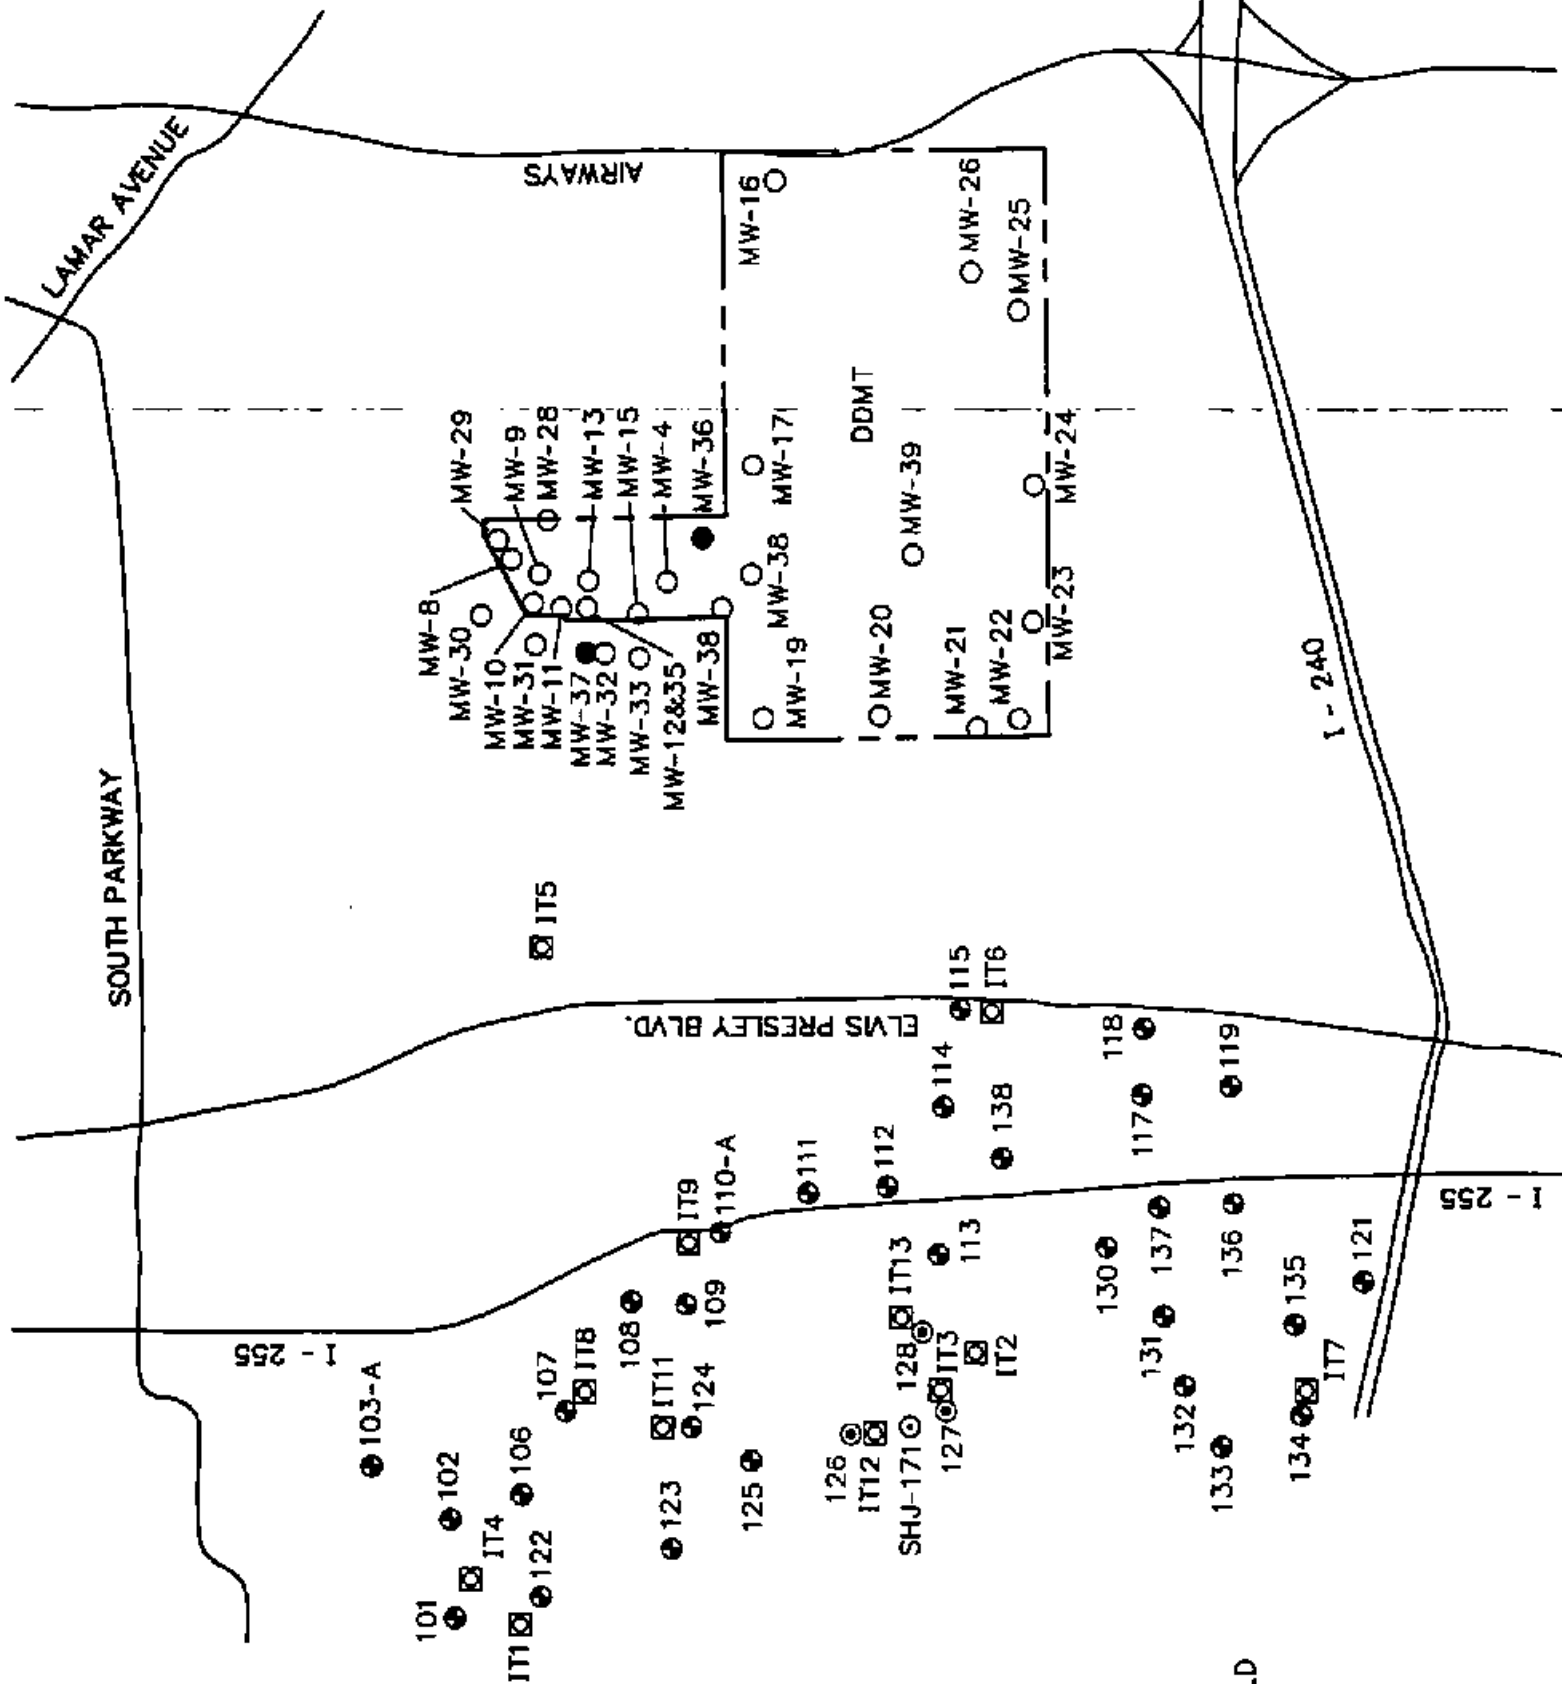 LAMAR AVENUE
AIRWAYS
SOUTH PARKWAY
MW-16
MW-26
MW-25
DDMT
MW-29
MW-9
MW-28
MW-13
MW-15
MW-4
MW-36
MW-17
MW-39
MW-24
MW-8
MW-30
MW-10
MW-31
MW-11
MW-37
MW-32
MW-33
MW-12&35
MW-38
MW-38
MW-19
MW-20
MW-21
MW-22
MW-23
I - 240
IT5
ELVIS PRESLEY BLVD.
115
IT6
114
138
118
117
119
110-A
IT9
111
112
113
IT13
130
137
136
I - 255
I - 255
103-A
102
106
101
IT4
IT1
122
107
IT8
108
109
IT11
124
123
125
126
IT12
SHJ-171
127
128
IT3
IT2
131
132
133
134
135
IT7
121
LD